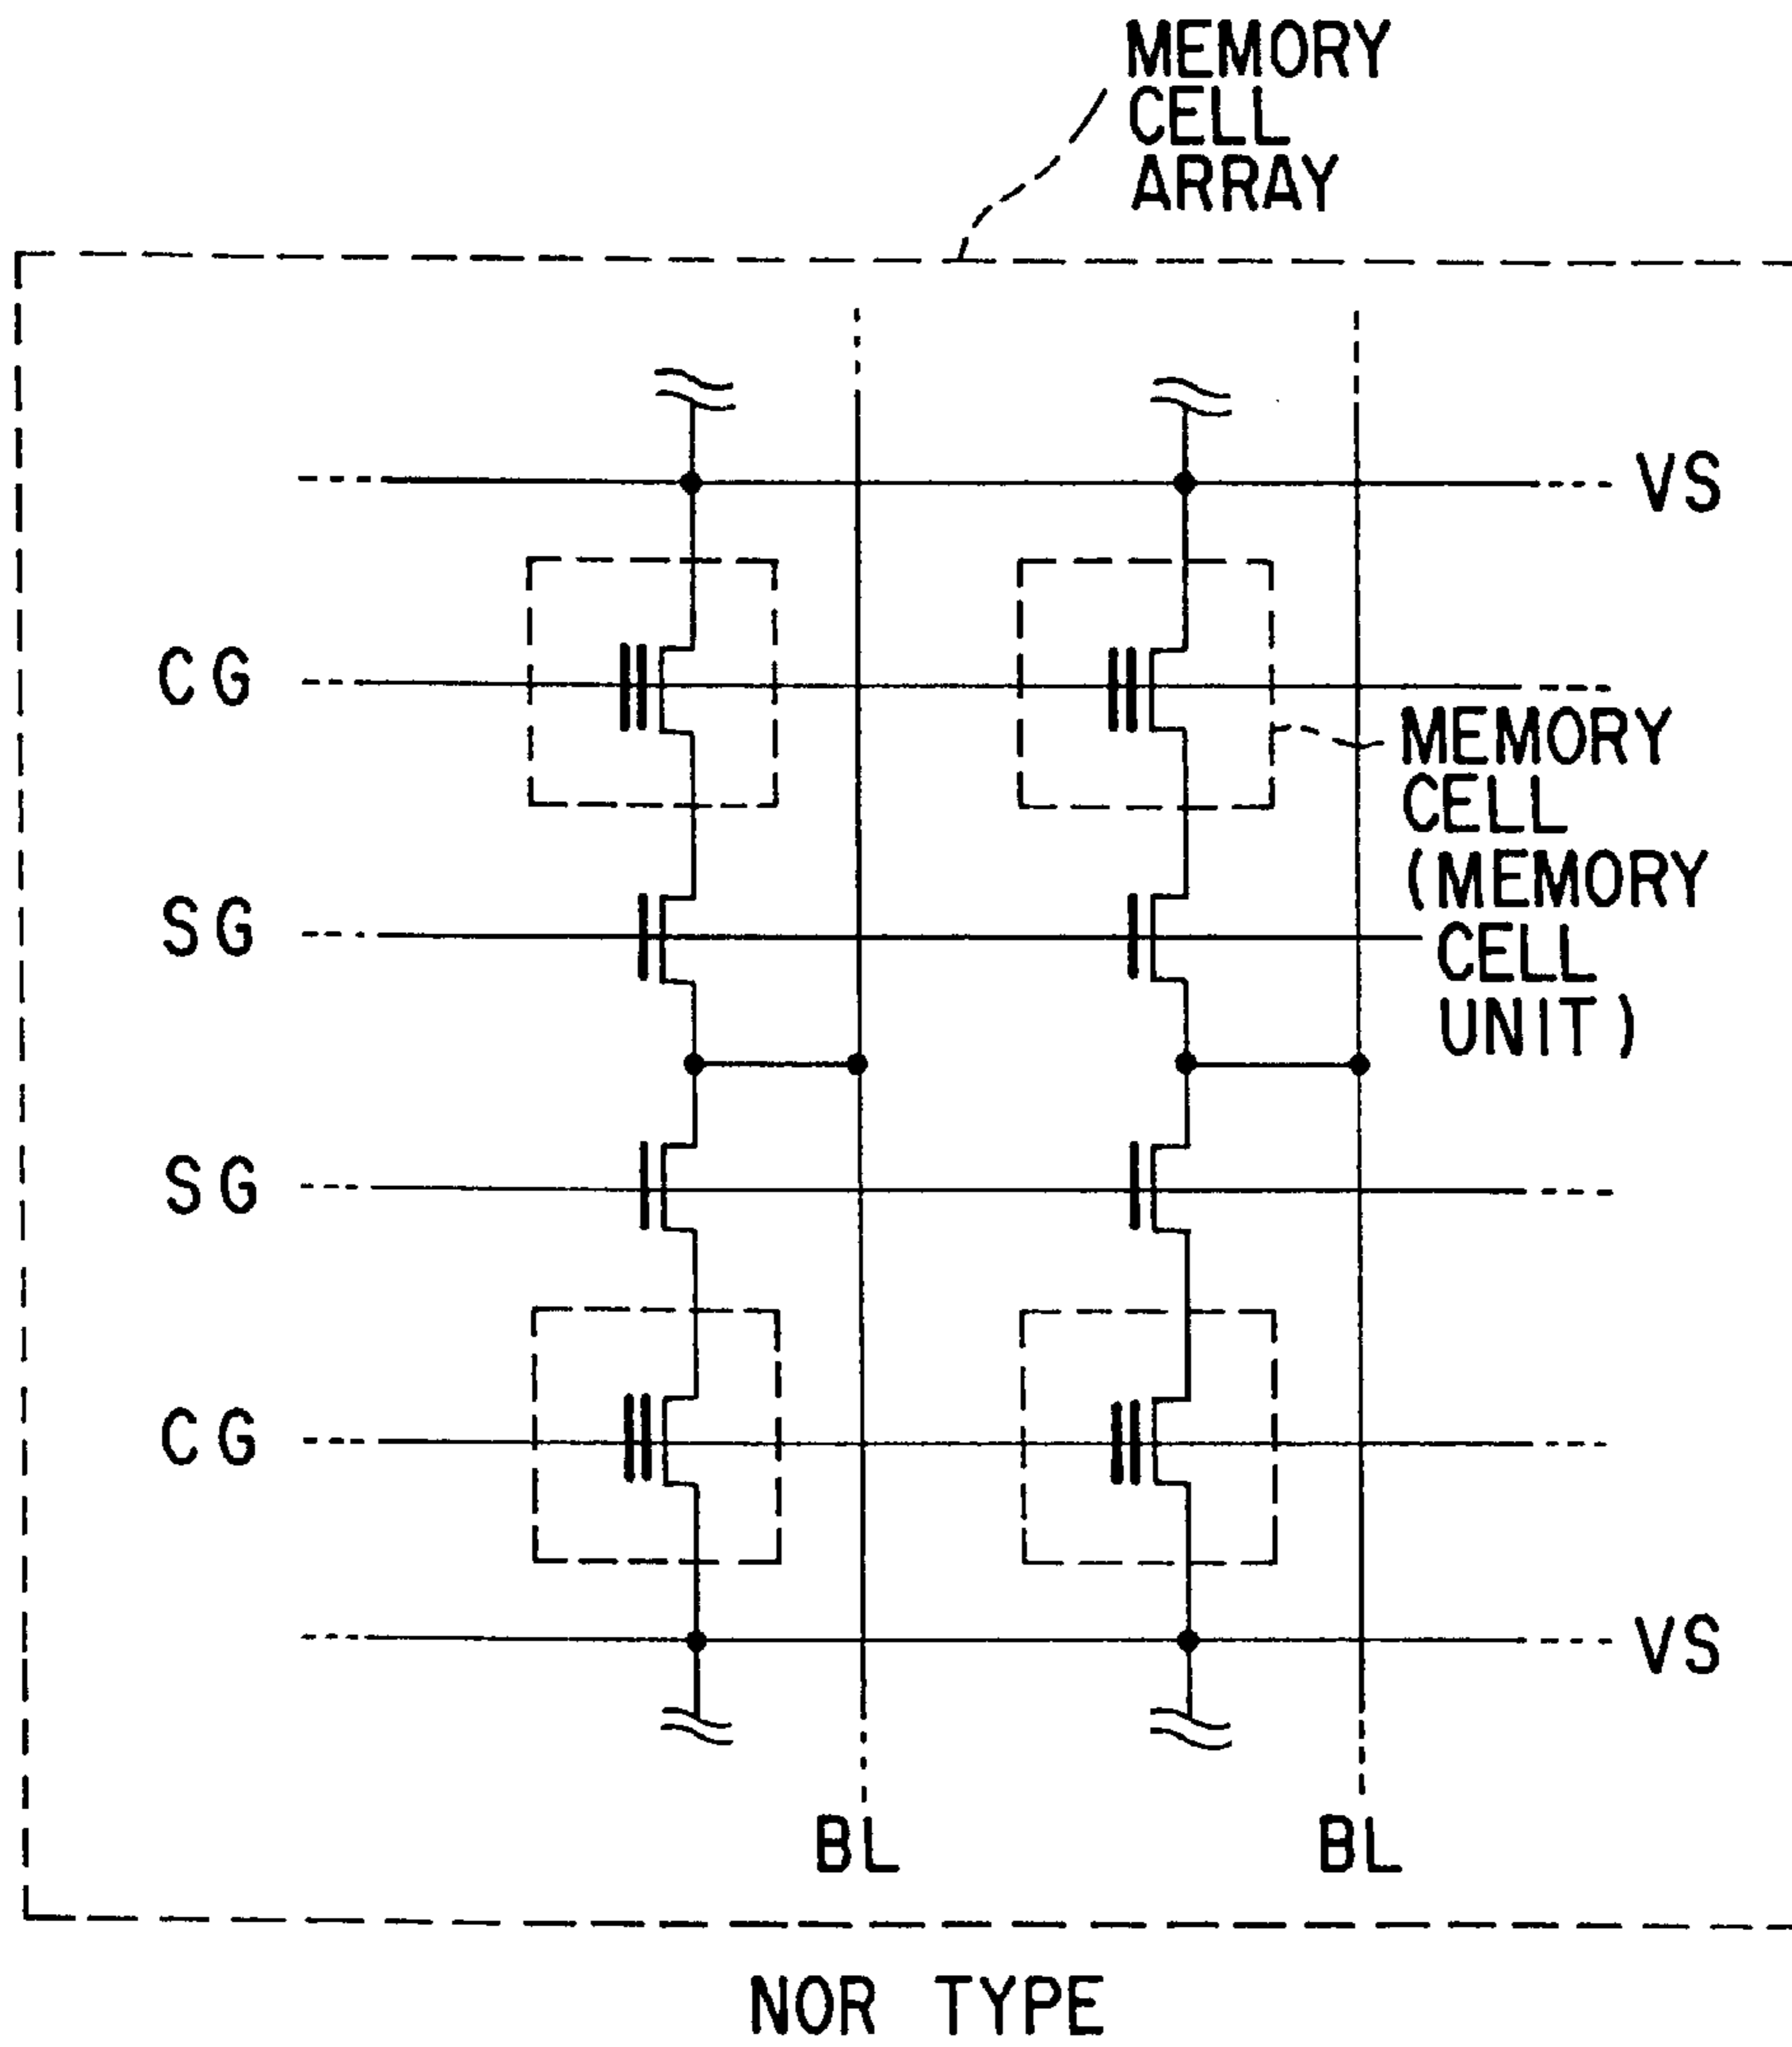 MEMORY
CELL
ARRAY
VS
CG
MEMORY
CELL
(MEMORY
CELL
UNIT)
SG
SG
CG
VS
BL BL
NOR TYPE